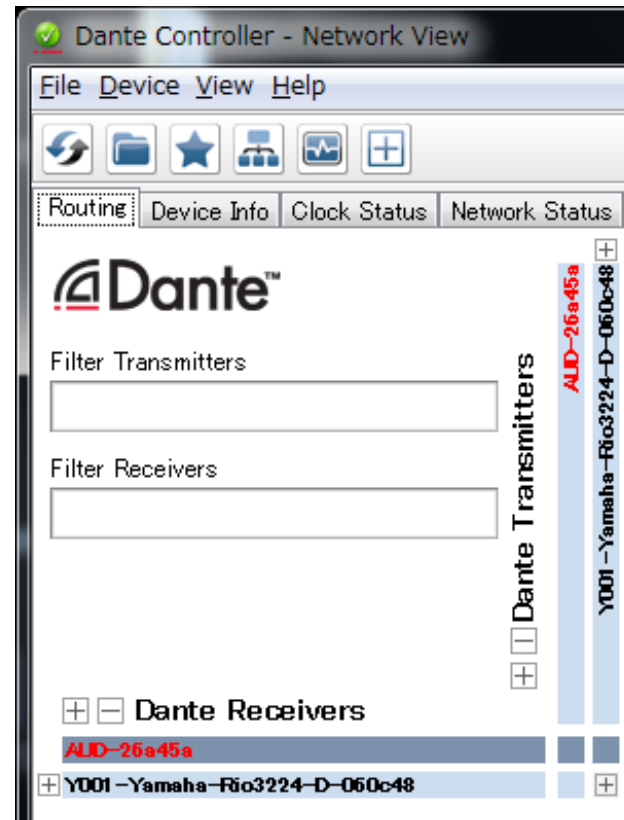 Dante Controller - Network View
File Device View Help
Routing Device Info Clock Status Network Status
Dante™
Filter Transmitters
Filter Receivers
Dante Transmitters
AUD-26a45a
Y001-Yamaha-Rio3224-D-060c48
Dante Receivers
AUD-26a45a
Y001-Yamaha-Rio3224-D-060c48